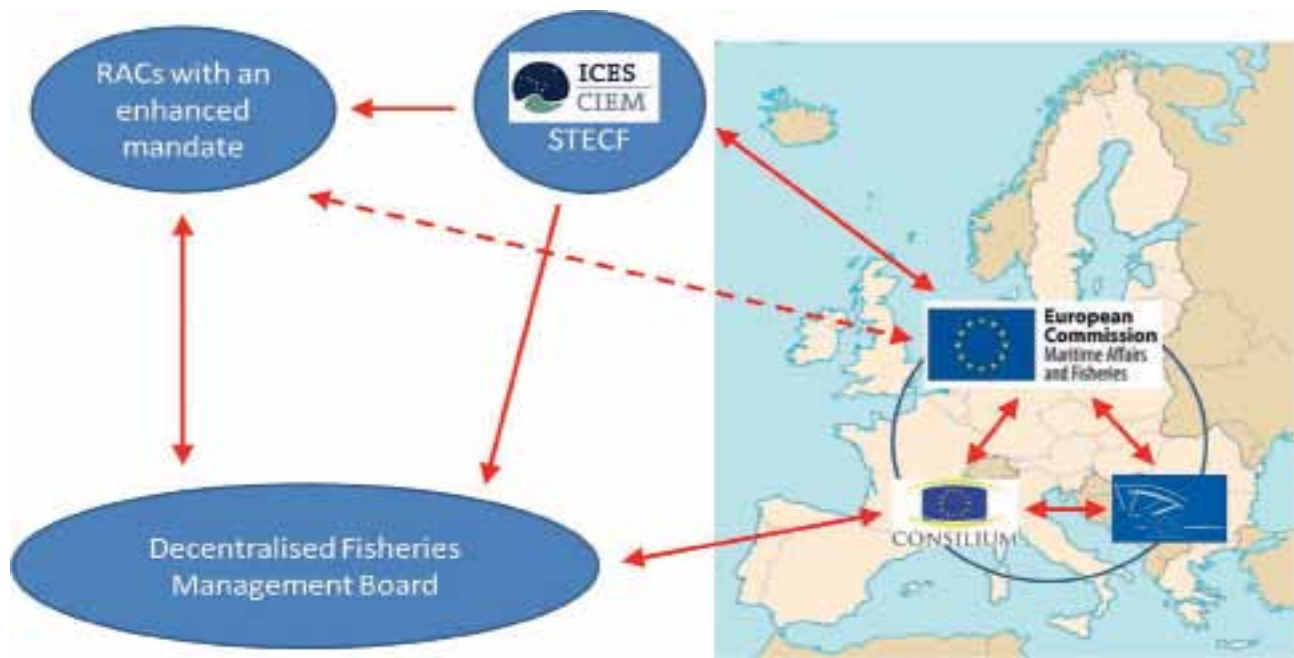 RACs with an
enhanced
mandate
ICES
CIEM
STECF
European
Commission
Maritime Affairs
and Fisheries
CONSILIUM
Decentralised Fisheries
Management Board